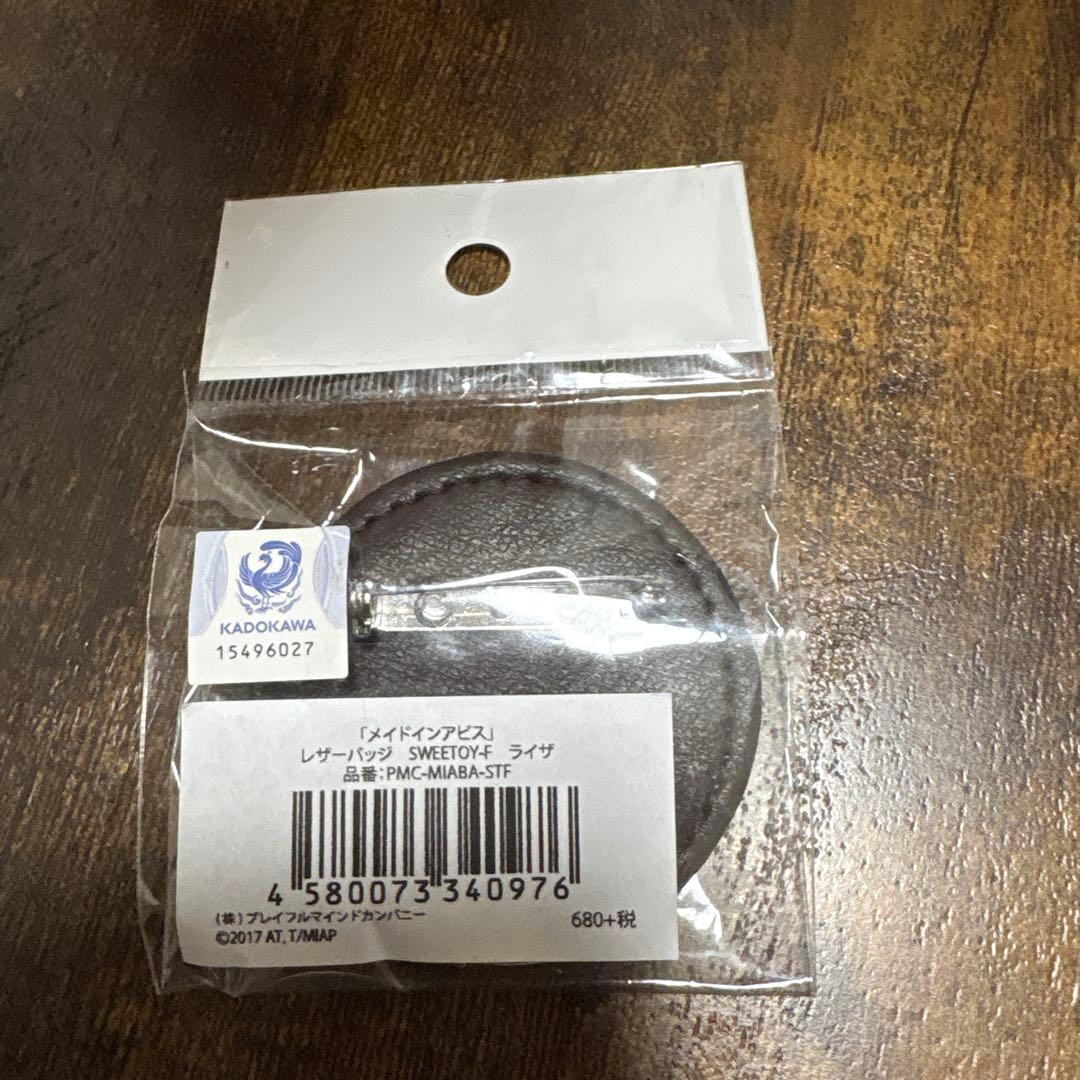 KADOKAWA
15496027
「メイドインアビス」
レザーバッジ SWEETOY-F ライザ
品番:PMC-MIABA-STF
4 580073 340976
(株)プレイフルマインドカンパニー
680+税
©2017 AT,T/MIAP